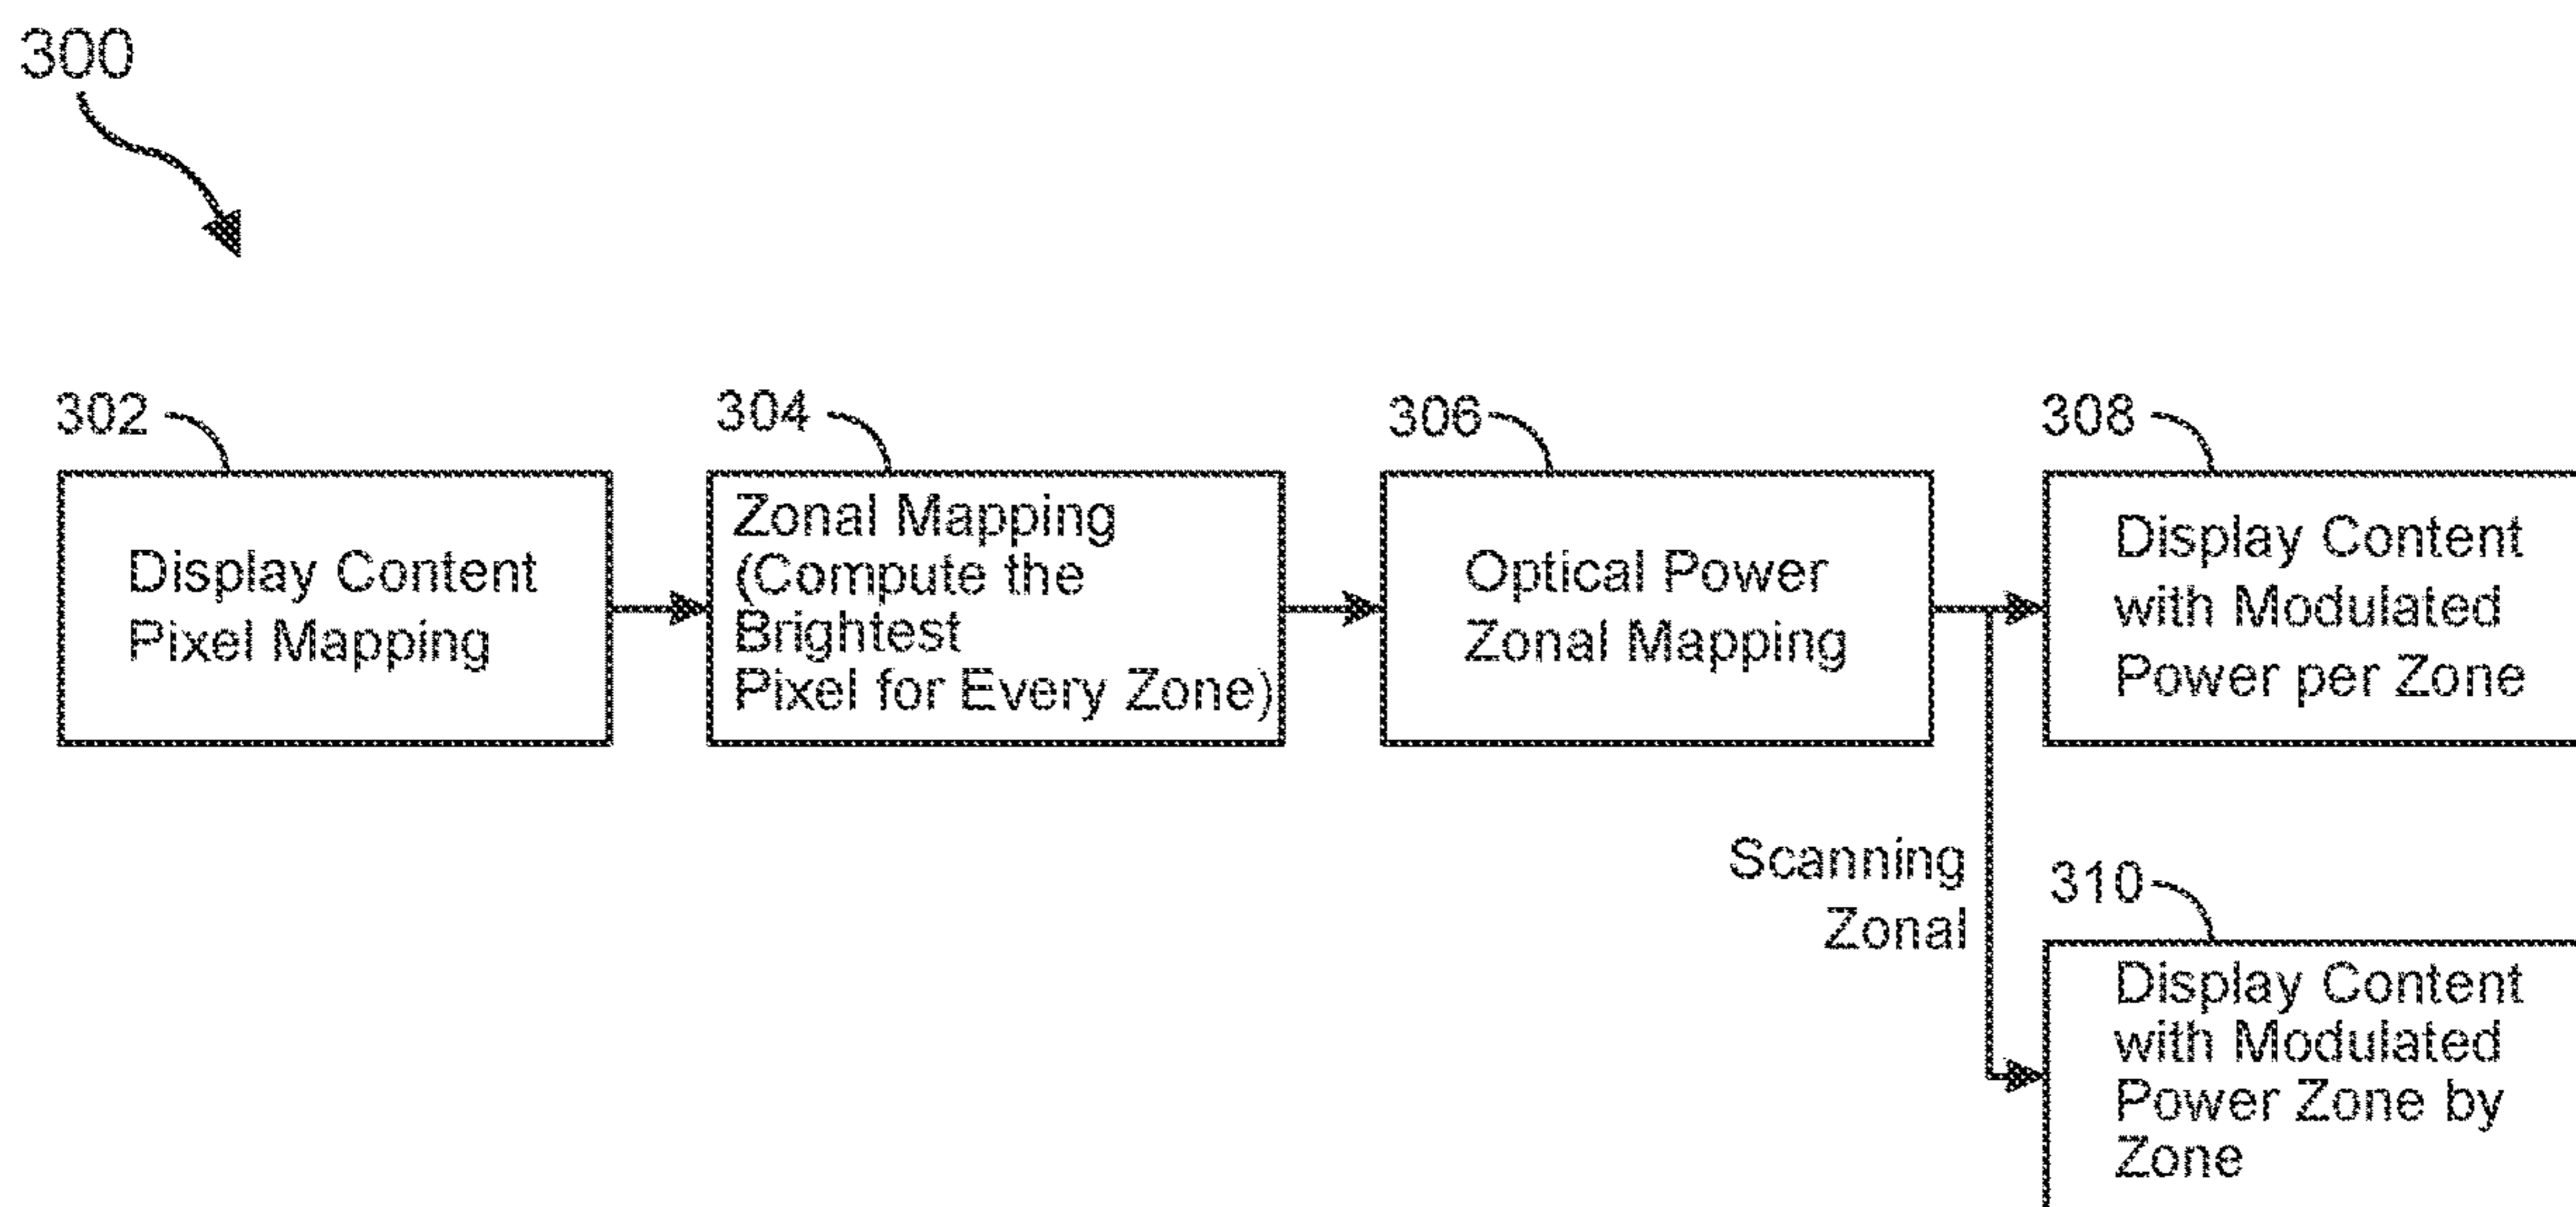 300
302
Display Content
Pixel Mapping
304
Zonal Mapping
(Compute the
Brightest
Pixel for Every Zone)
306
Optical Power
Zonal Mapping
308
Display Content
with Modulated
Power per Zone
Scanning
Zonal
310
Display Content
with Modulated
Power Zone by
Zone